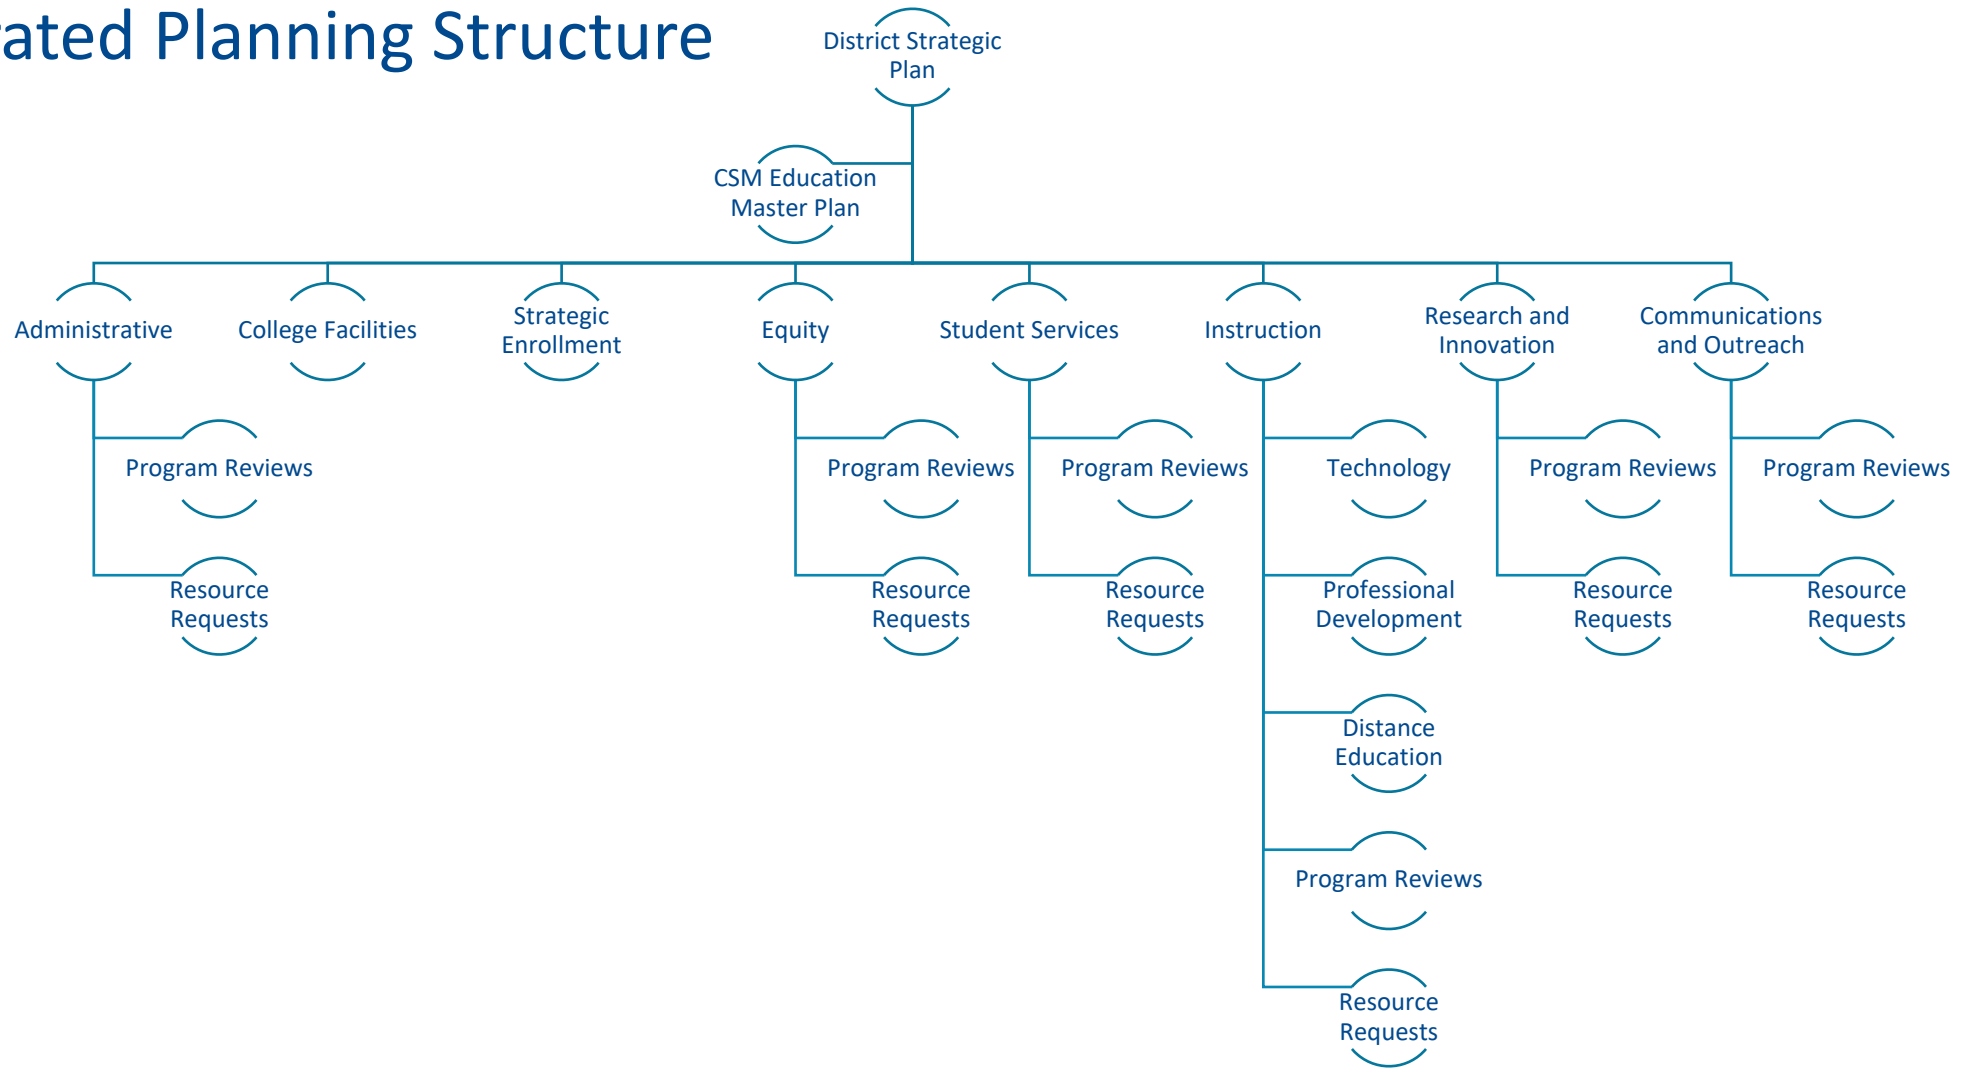 Planning Structure
District Strategic
Plan
CSM Education
Master Plan
Administrative
College Facilities
Strategic
Enrollment
Equity
Student Services
Instruction
Research and
Innovation
Communications
and Outreach
Program Reviews
Program Reviews
Program Reviews
Technology
Program Reviews
Program Reviews
Resource
Requests
Resource
Requests
Resource
Requests
Professional
Development
Resource
Requests
Resource
Requests
Distance
Education
Program Reviews
Resource
Requests